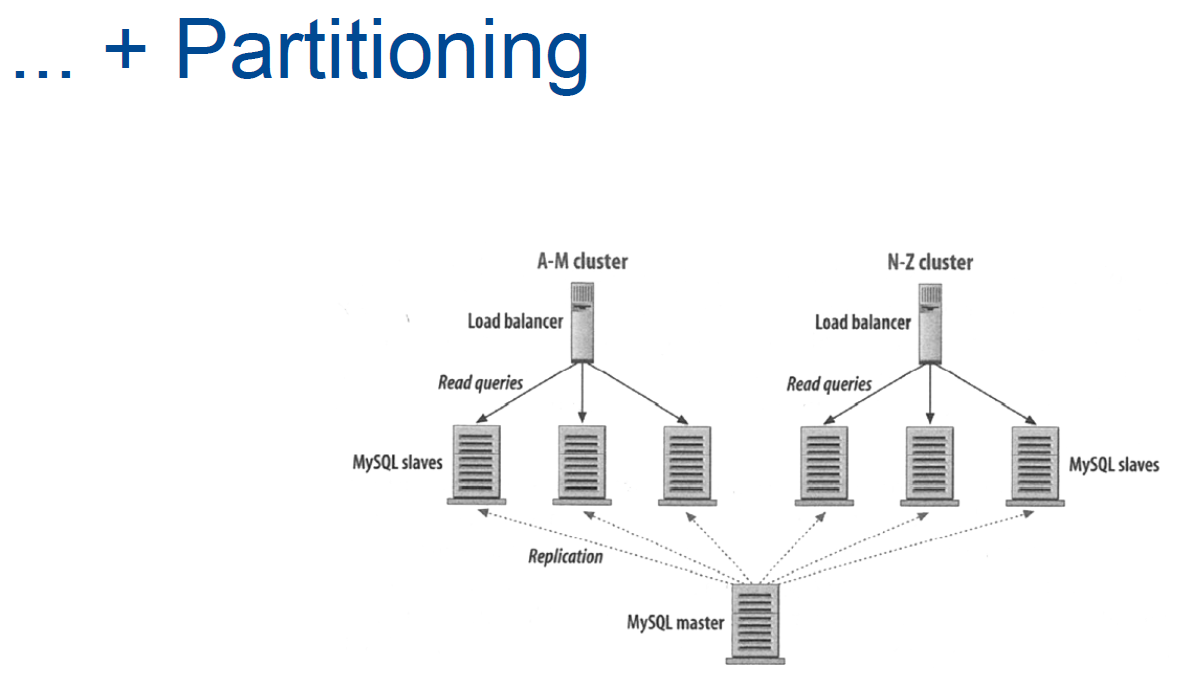 ... + Partitioning
A-M cluster
N-Z cluster
Load balancer
Load balancer
Read queries
Read queries
MySQL slaves
MySQL slaves
Replication
MySQL master